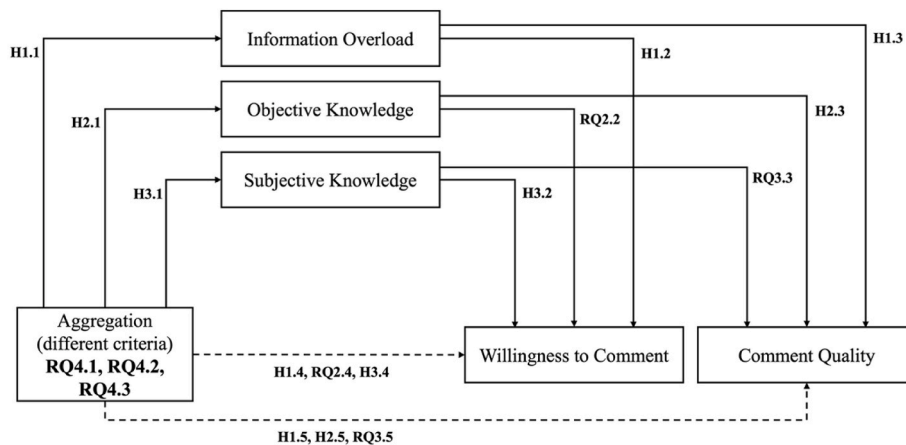 Information Overload
H1.1
H1.2
H1.3
Objective Knowledge
H2.1
RQ2.2
H2.3
Subjective Knowledge
H3.1
H3.2
RQ3.3
Aggregation
(different criteria)
RQ4.1, RQ4.2,
RQ4.3
Willingness to Comment
Comment Quality
H1.4, RQ2.4, H3.4
H1.5, H2.5, RQ3.5